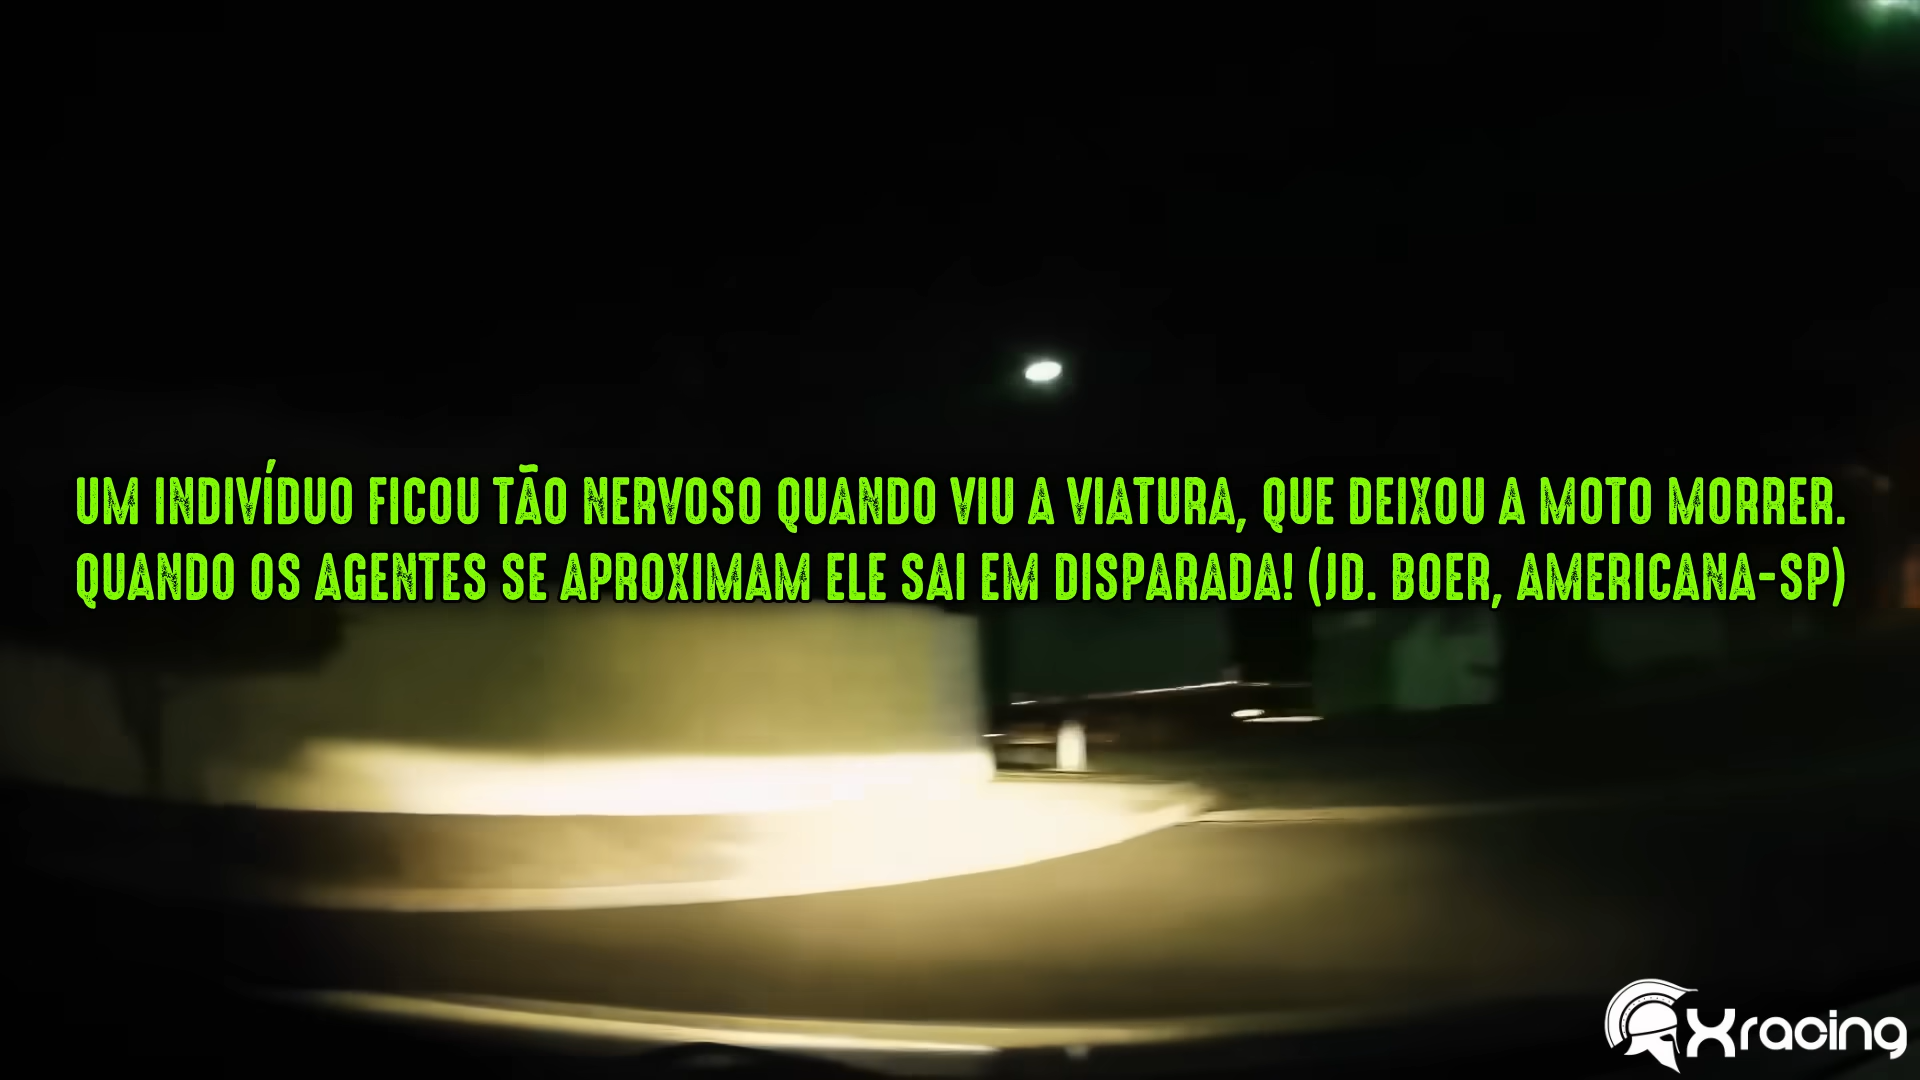 UM INDIVÍDUO FICOU TÃO NERVOSO QUANDO VIU A VIATURA, QUE DEIXOU A MOTO MORRER.
QUANDO OS AGENTES SE APROXIMAM ELE SAI EM DISPARADA! (JD. BOER, AMERICANA-SP)
Xracing